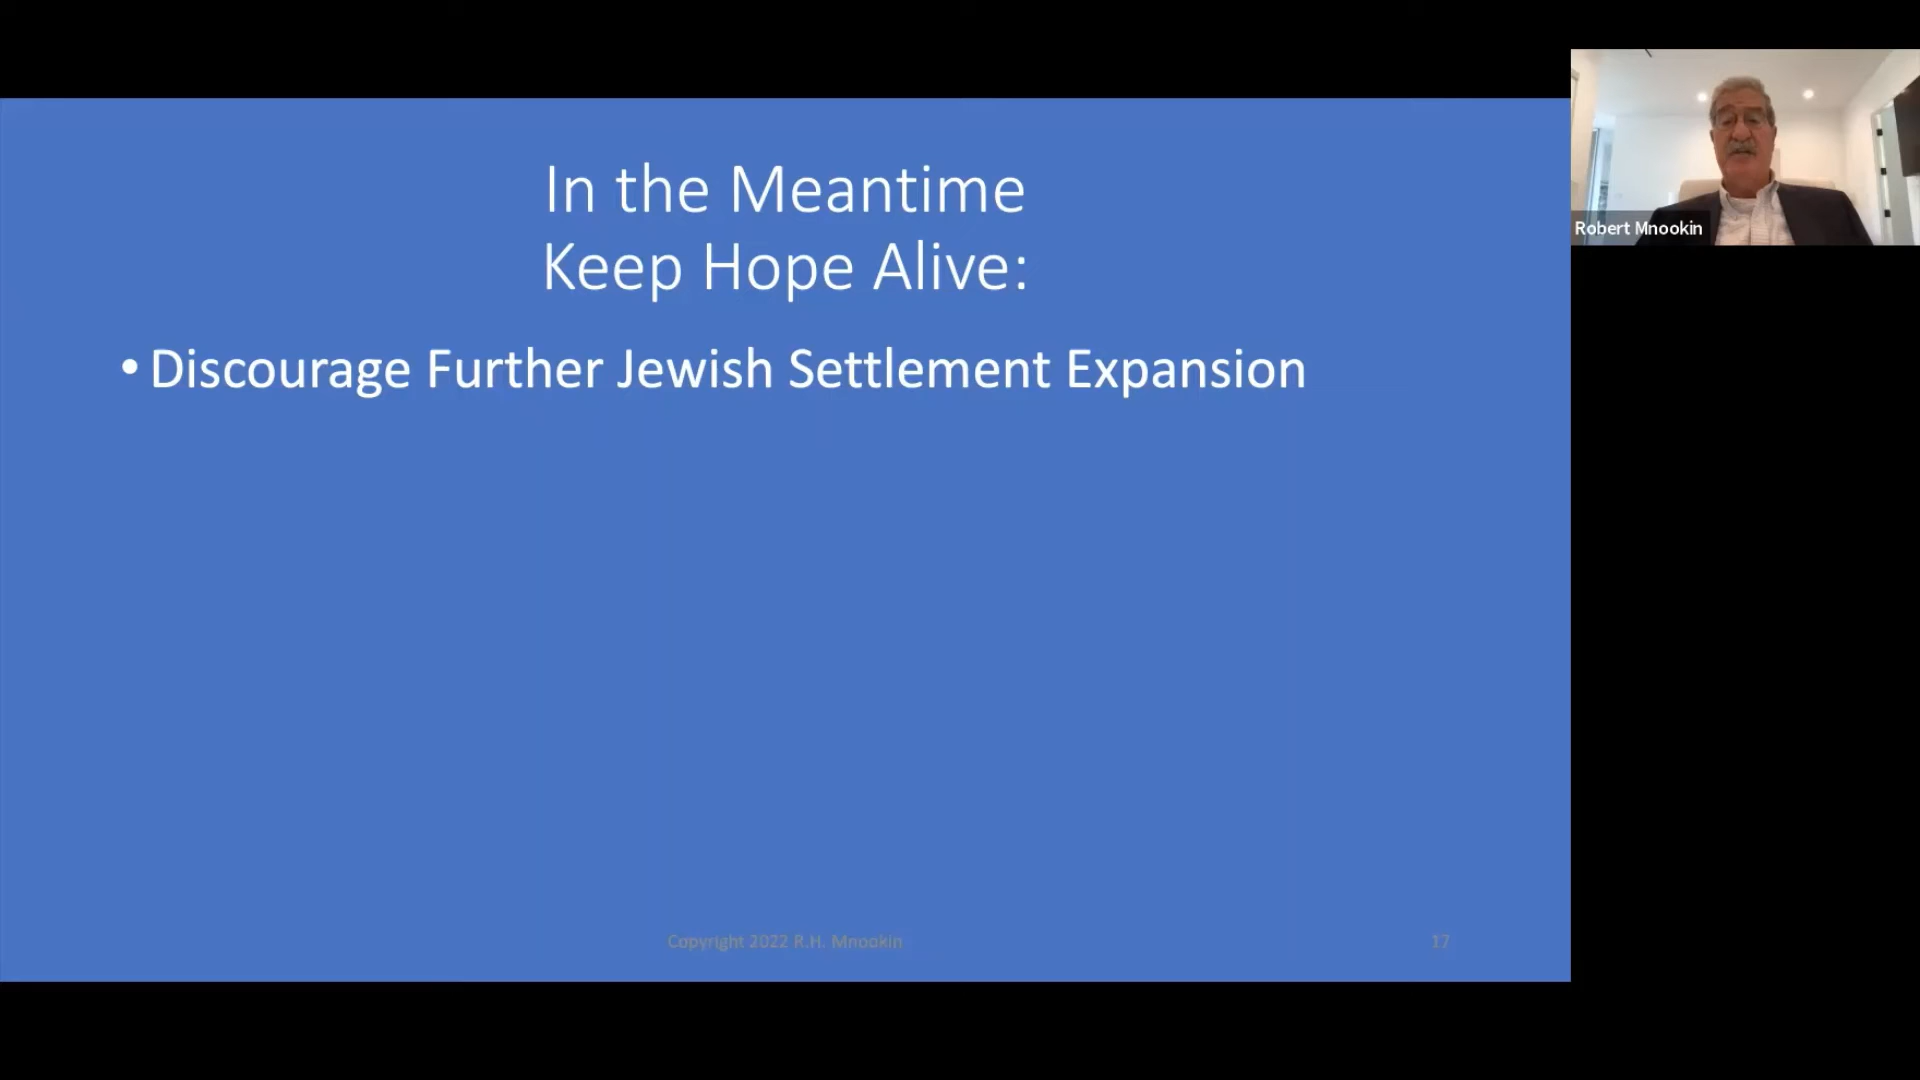 In the Meantime
Keep Hope Alive:
• Discourage Further Jewish Settlement Expansion
Robert Mnookin
Copyright 2022 R.H. Mnookin
17